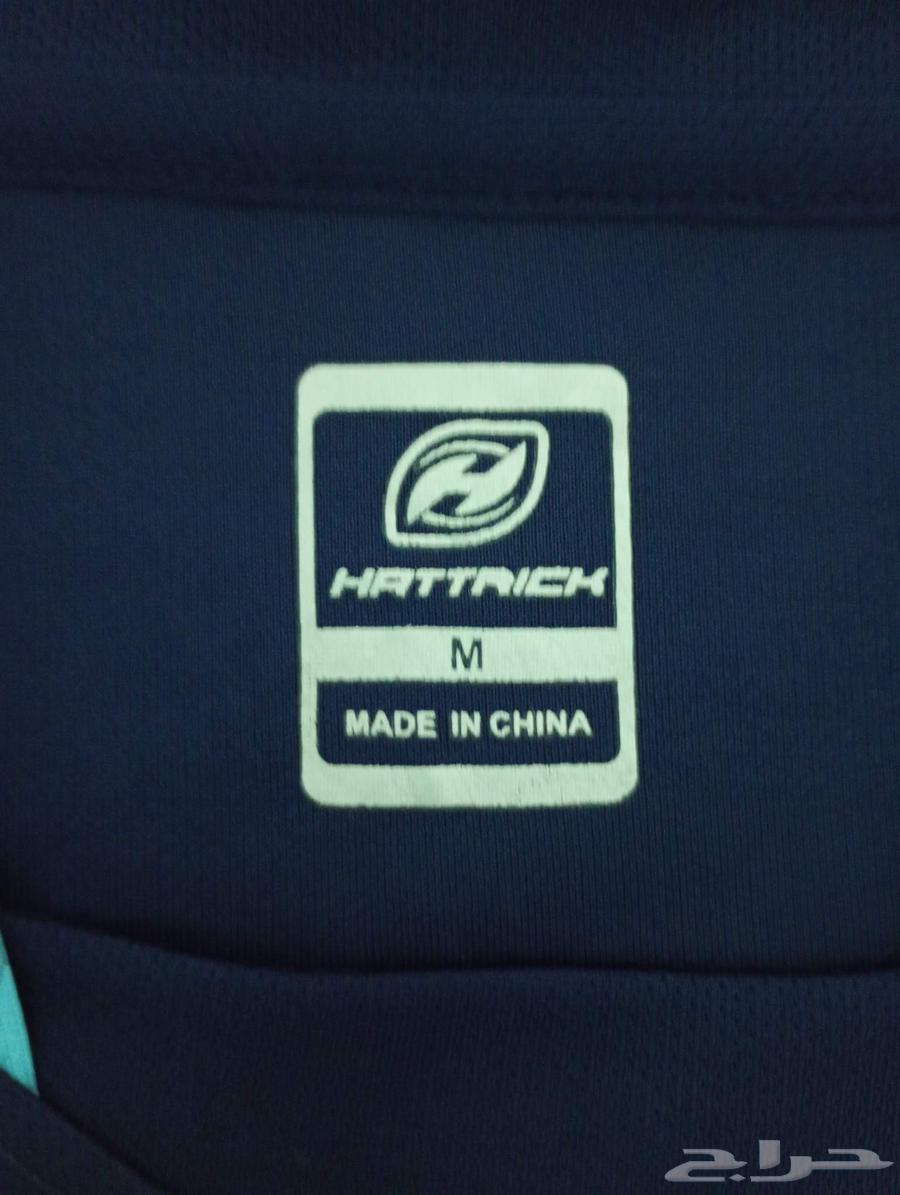 HATTRICK
M
MADE IN CHINA
حراج